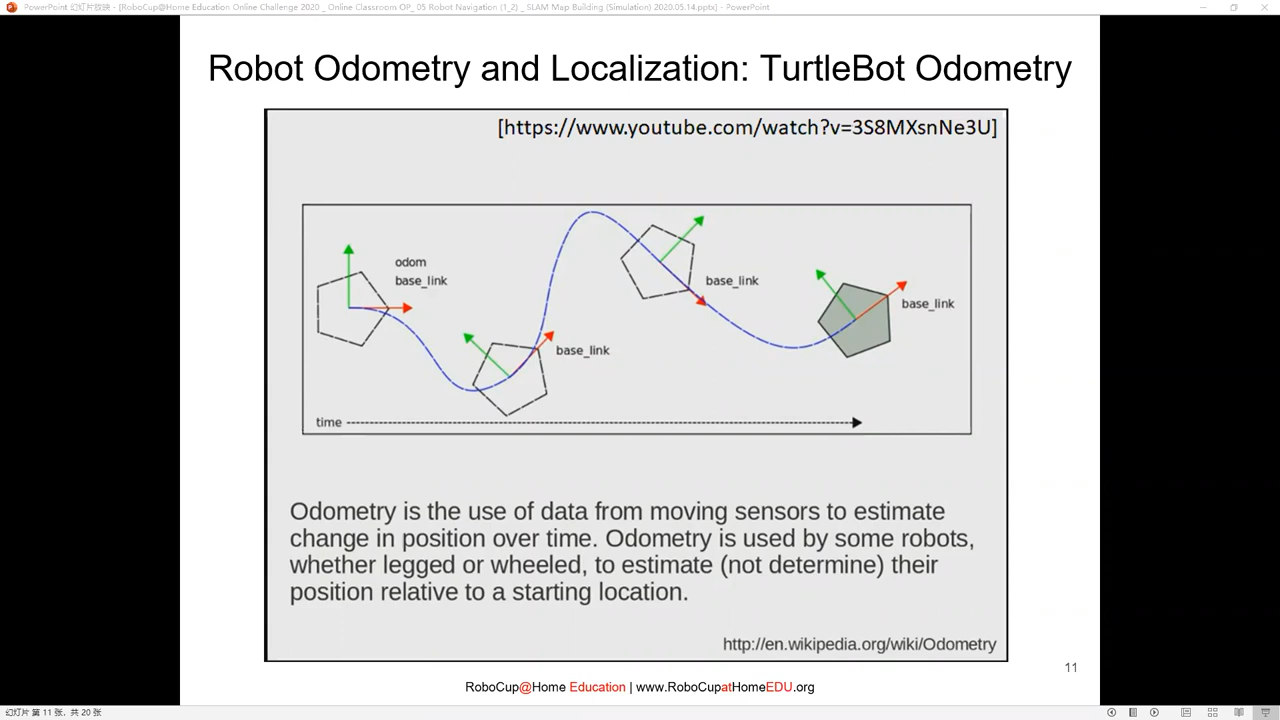 PowerPoint 幻灯片放映 - [RoboCup@Home Education Online Challenge 2020 _ Online Classroom OP_ 05 Robot Navigation (1_2) _ SLAM Map Building (Simulation) 2020.05.14.pptx] - PowerPoint
Robot Odometry and Localization: TurtleBot Odometry
[https://www.youtube.com/watch?v=3S8MXsnNe3U]
odom
base_link
base_link
base_link
base_link
time
Odometry is the use of data from moving sensors to estimate
change in position over time. Odometry is used by some robots,
whether legged or wheeled, to estimate (not determine) their
position relative to a starting location.
http://en.wikipedia.org/wiki/Odometry
11
RoboCup@Home Education | www.RoboCupatHomeEDU.org
幻灯片 第 11 张，共 20 张